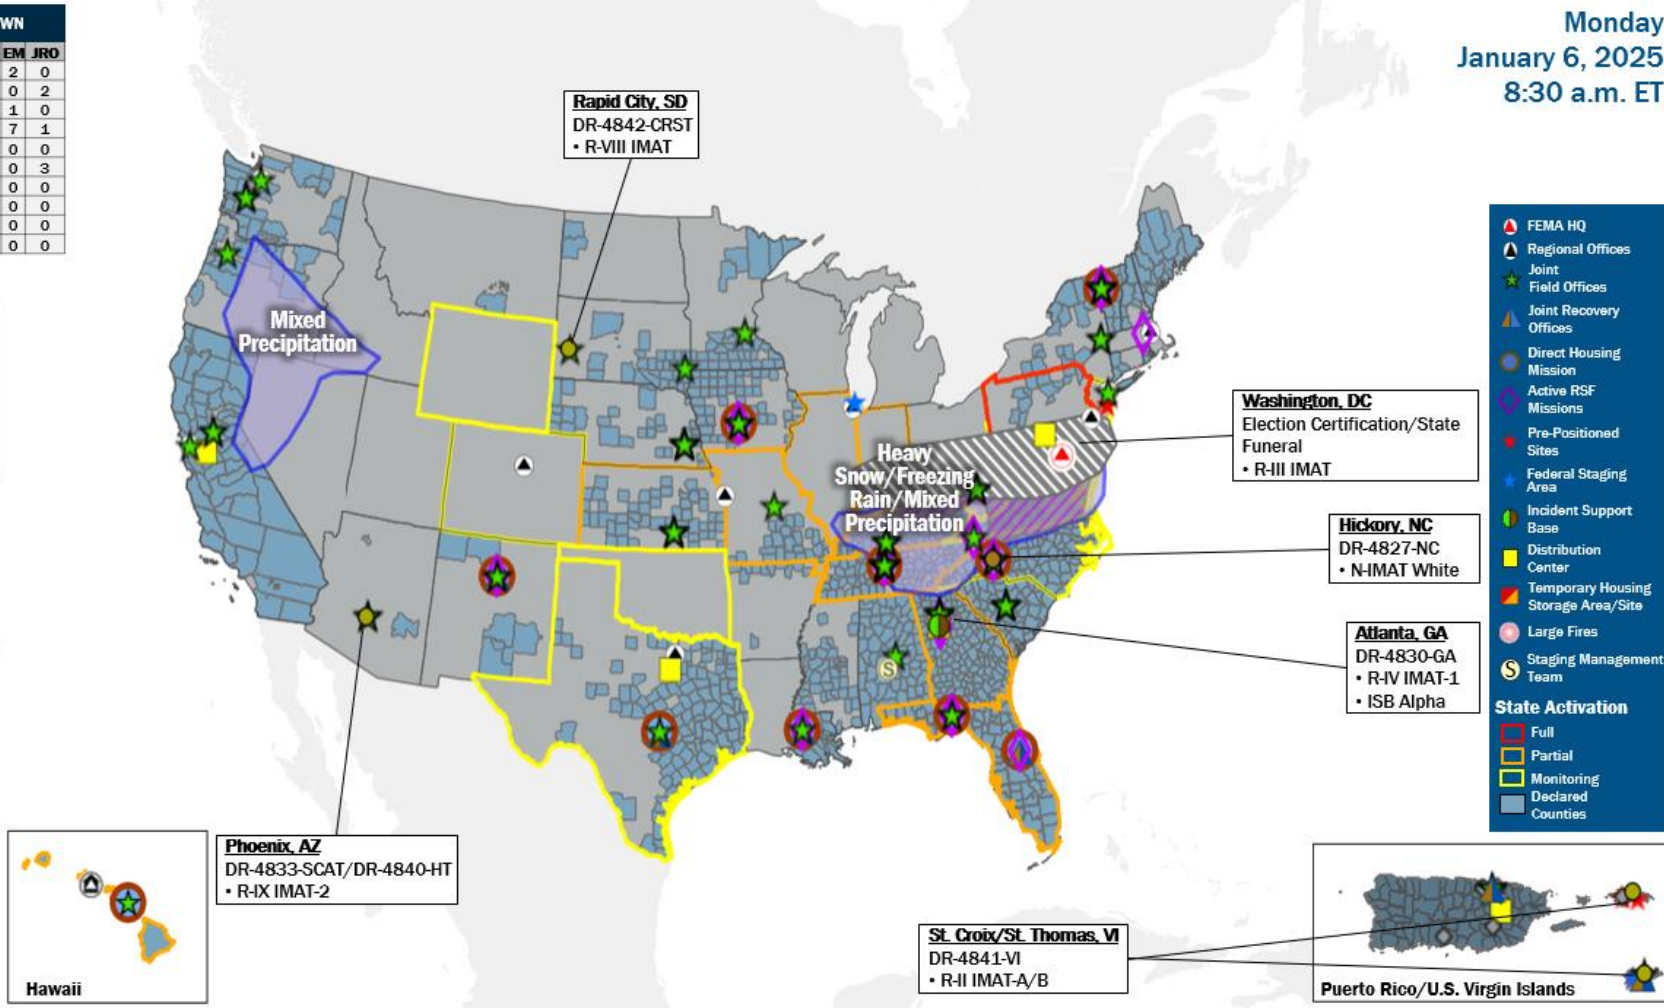 WN
EM JRO
2 0
0 2
1 0
7 1
0 0
0 3
0 0
0 0
0 0
0 0
Monday
January 6, 2025
8:30 a.m. ET
Rapid City, SD
DR-4842-CRST
• R-VIII IMAT
Mixed
Precipitation
Heavy
Snow/Freezing
Rain/Mixed
Precipitation
Washington, DC
Election Certification/State
Funeral
• R-III IMAT
Hickory, NC
DR-4827-NC
• N-IMAT White
Atlanta, GA
DR-4830-GA
• R-IV IMAT-1
• ISB Alpha
S
Phoenix, AZ
DR-4833-SCAT/DR-4840-HT
• R-IX IMAT-2
St. Croix/St. Thomas, VI
DR-4841-VI
• R-II IMAT-A/B
Hawaii
Puerto Rico/U.S. Virgin Islands
FEMA HQ
Regional Offices
Joint
Field Offices
Joint Recovery
Offices
Direct Housing
Mission
Active RSF
Missions
Pre-Positioned
Sites
Federal Staging
Area
Incident Support
Base
Distribution
Center
Temporary Housing
Storage Area/Site
Large Fires
S Staging Management
Team
State Activation
Full
Partial
Monitoring
Declared
Counties